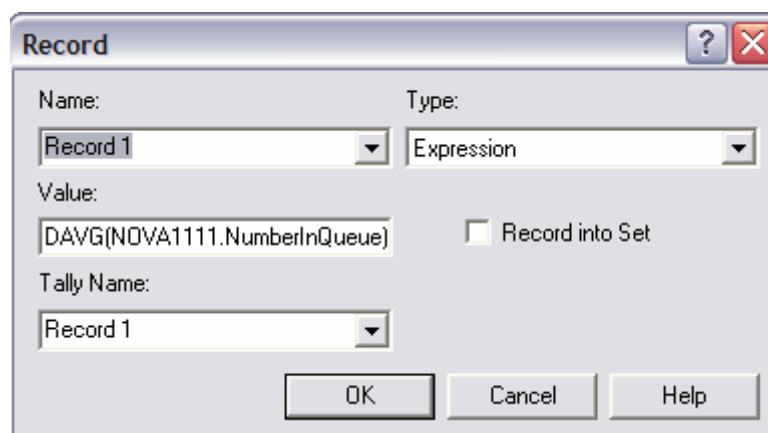 Record
Name:
Type:
Record 1
Expression
Value:
DAVG(NOVA1111.NumberInQueue)
Record into Set
Tally Name:
Record 1
OK
Cancel
Help